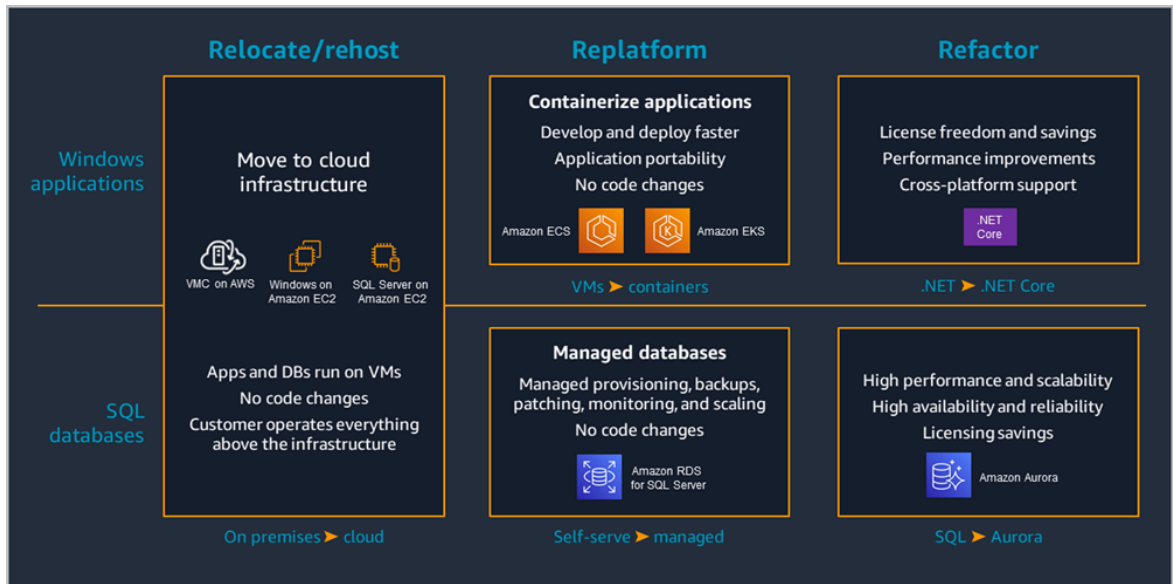 Relocate/rehost
Replatform
Refactor
Windows
applications
Move to cloud
infrastructure
VMC on AWS
Windows on
Amazon EC2
SQL Server on
Amazon EC2
Containerize applications
Develop and deploy faster
Application portability
No code changes
Amazon ECS
K
Amazon EKS
VMs ➤ containers
License freedom and savings
Performance improvements
Cross-platform support
.NET
Core
.NET ➤ .NET Core
SQL
databases
Apps and DBs run on VMs
No code changes
Customer operates everything
above the infrastructure
On premises ➤ cloud
Managed databases
Managed provisioning, backups,
patching, monitoring, and scaling
No code changes
Amazon RDS
for SQL Server
Self-serve ➤ managed
High performance and scalability
High availability and reliability
Licensing savings
Amazon Aurora
SQL ➤ Aurora